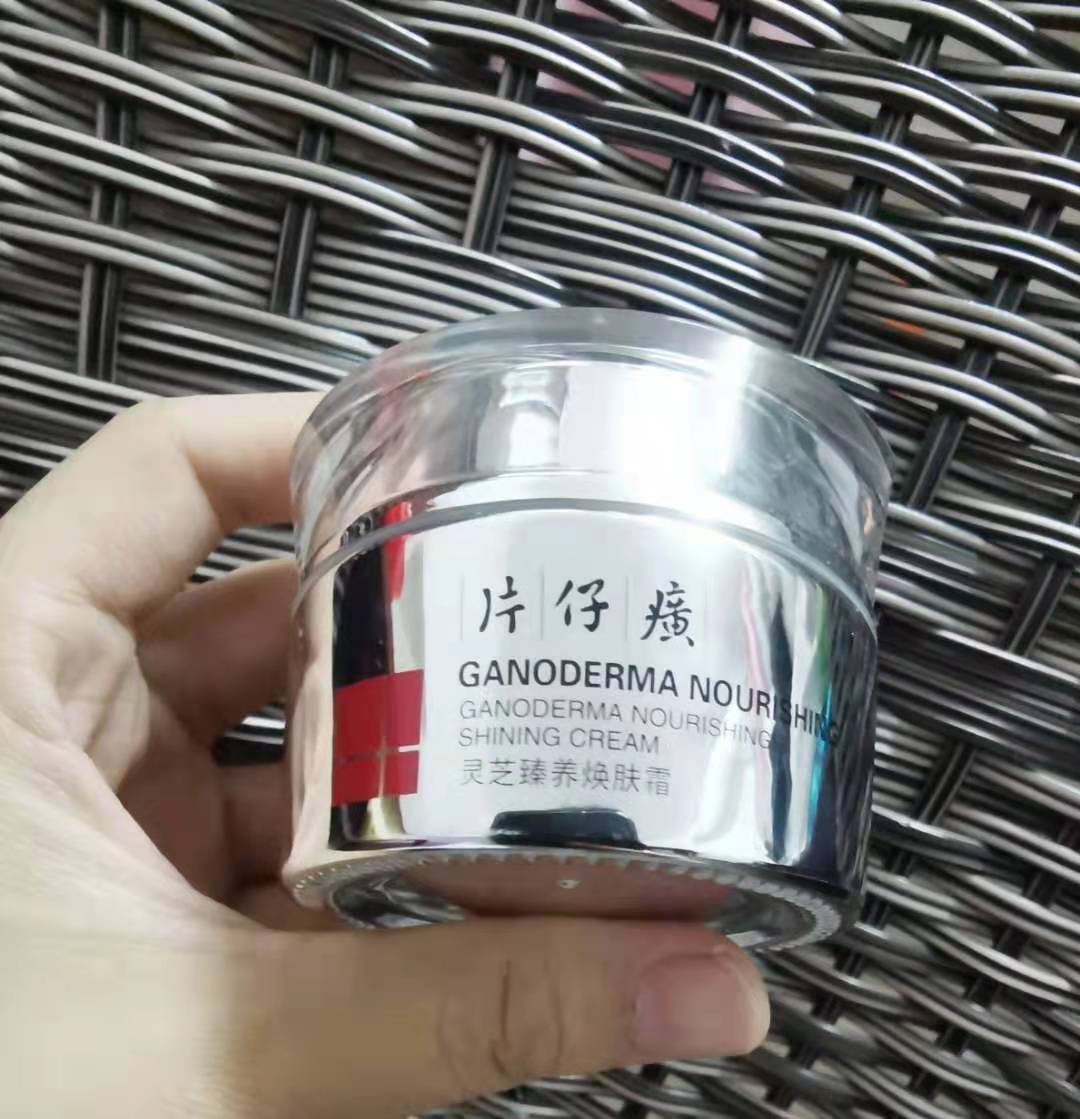 片仔癀
GANODERMA NOURISHING
GANODERMA NOURISHING
SHINING CREAM
灵芝臻养焕肤霜